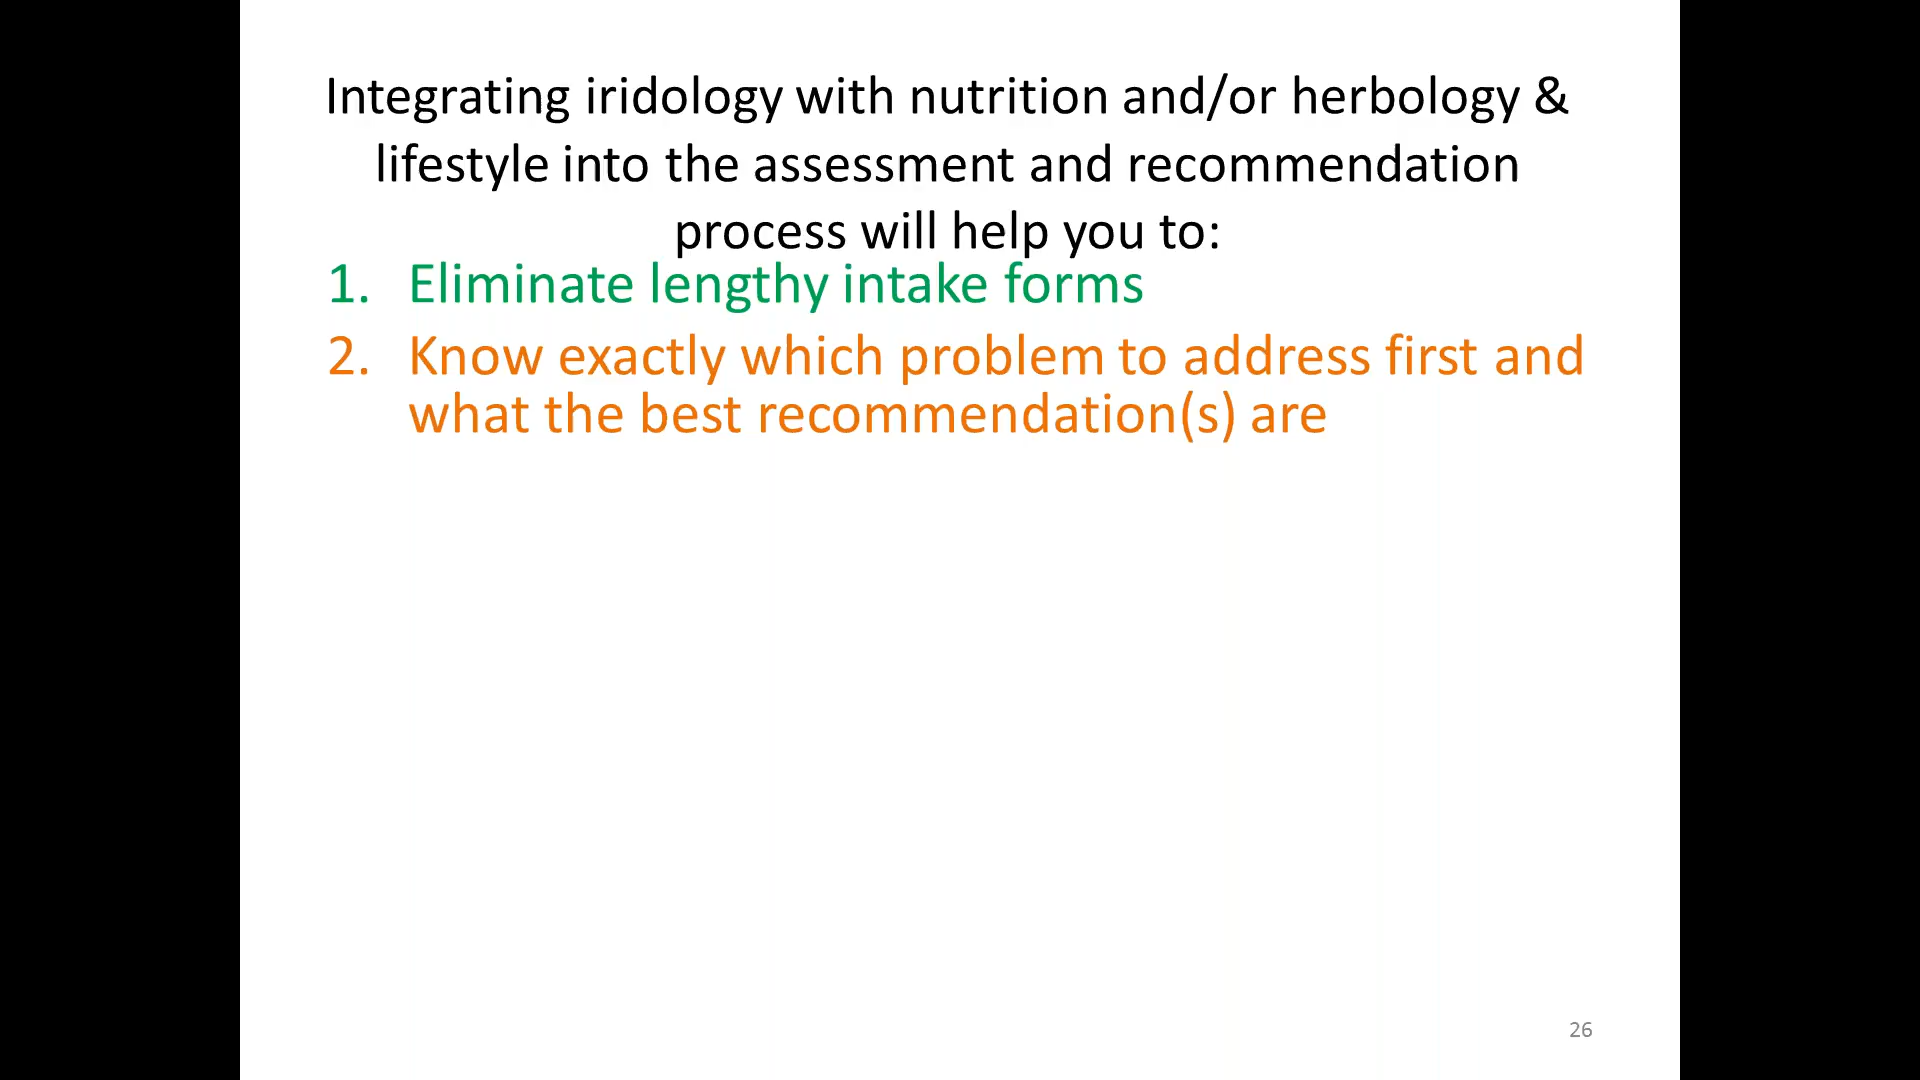 Integrating iridology with nutrition and/or herbology &
lifestyle into the assessment and recommendation
process will help you to:
1. Eliminate lengthy intake forms
2. Know exactly which problem to address first and
what the best recommendation(s) are
26